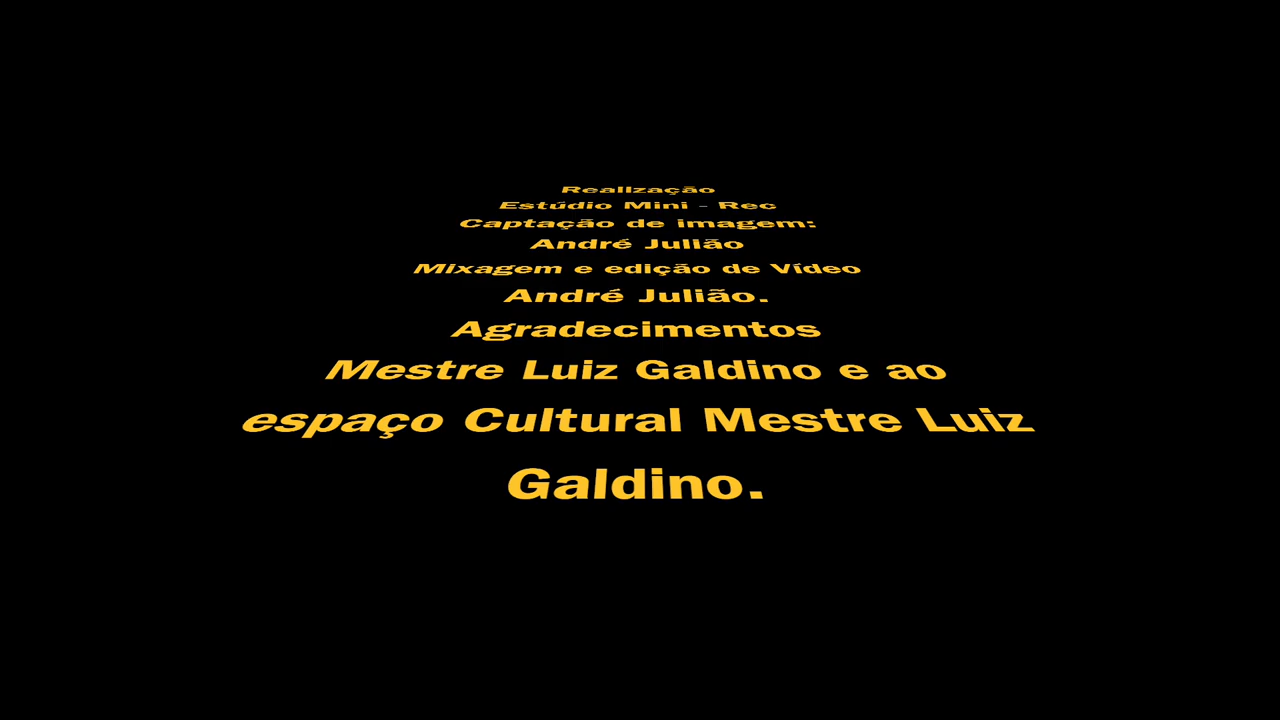 Realização
Estúdio Mini - Rec
Captação de imagem:
André Julião
Mixagem e edição de Vídeo
André Julião.
Agradecimentos
Mestre Luiz Galdino e ao
espaço Cultural Mestre Luiz
Galdino.